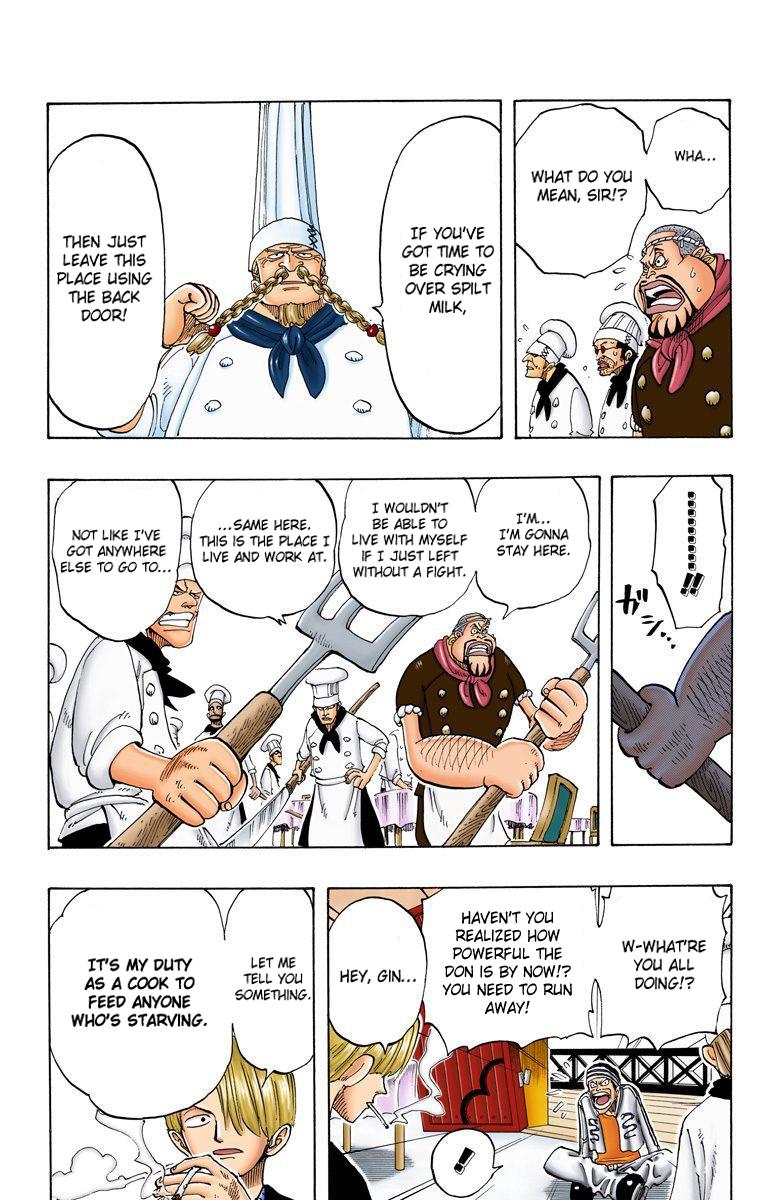 WHA...
WHAT DO YOU
MEAN, SIR!?
IF YOU'VE
GOT TIME TO
BE CRYING
OVER SPILT
MILK,
THEN JUST
LEAVE THIS
PLACE USING
THE BACK
DOOR!
..........!!
ガシ...
I'M...
I'M GONNA
STAY HERE.
I WOULDN'T
BE ABLE TO
LIVE WITH MYSELF
IF I JUST LEFT
WITHOUT A FIGHT.
...SAME HERE.
THIS IS THE PLACE I
LIVE AND WORK AT.
NOT LIKE I'VE
GOT ANYWHERE
ELSE TO GO TO...
W-WHAT'RE
YOU ALL
DOING!?
HAVEN'T YOU
REALIZED HOW
POWERFUL THE
DON IS BY NOW!?
YOU NEED TO RUN
AWAY!
HEY, GIN...
!
LET ME
TELL YOU
SOMETHING.
IT'S MY DUTY
AS A COOK TO
FEED ANYONE
WHO'S STARVING.